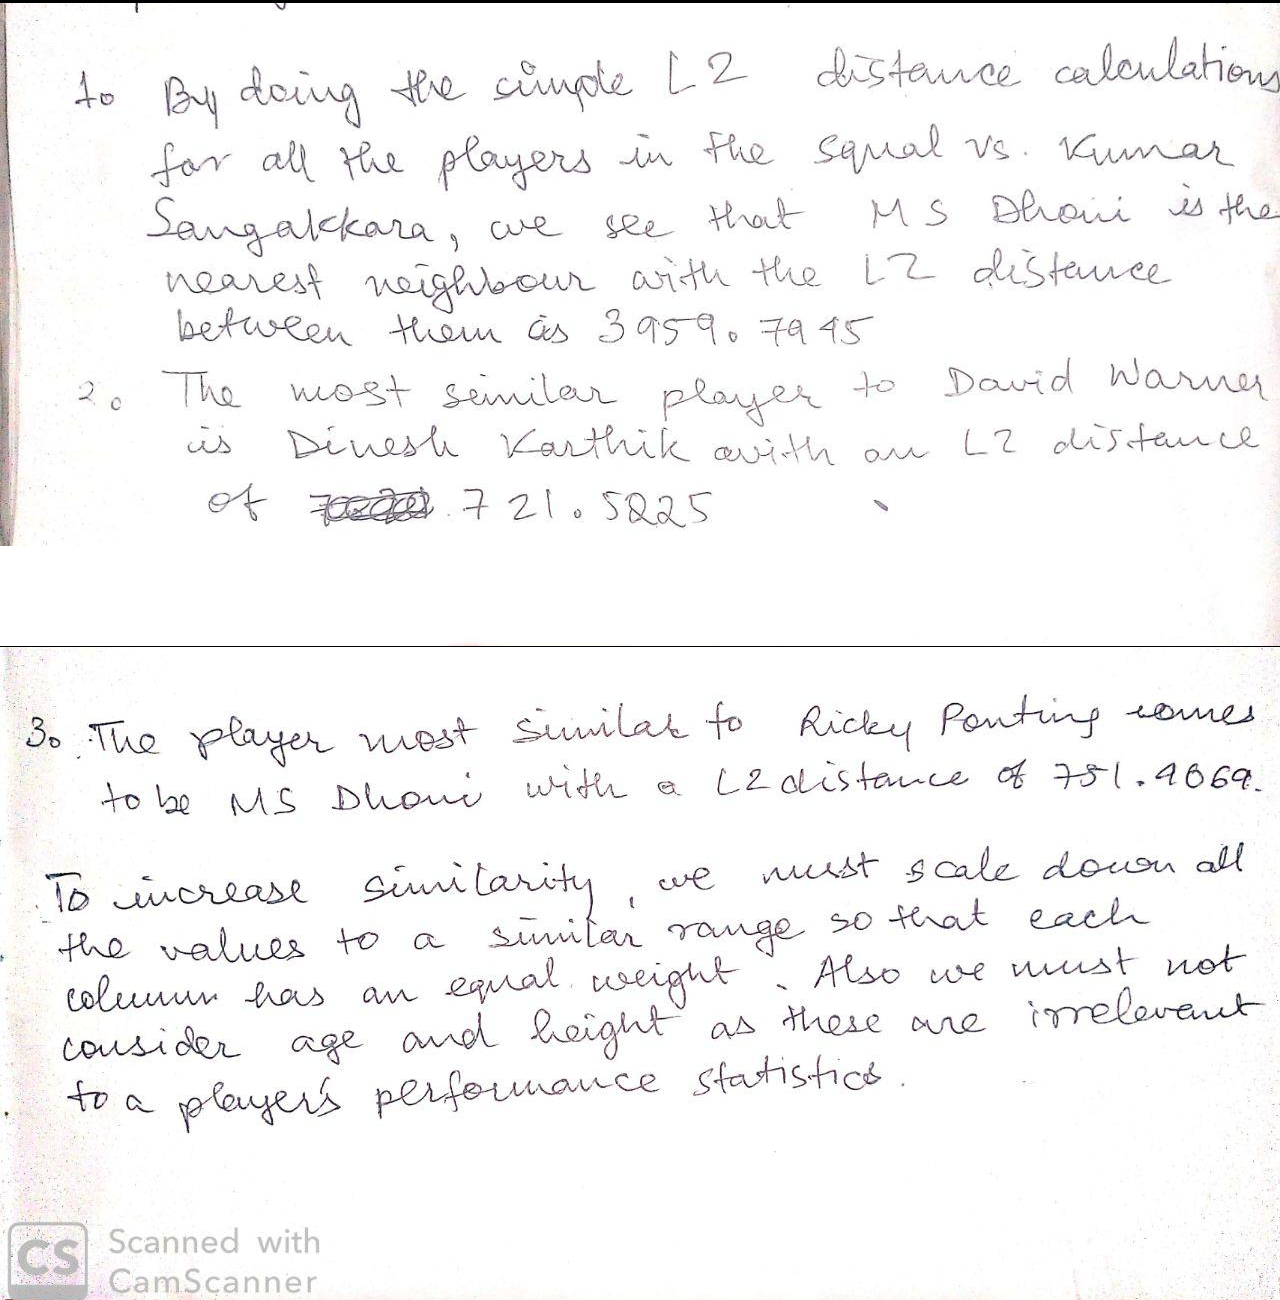 1. By doing the simple L2 distance calculations
for all the players in the squal vs. Kumar
Sangakkara, we see that MS Dhoni is the
nearest neighbour with the L2 distance
between them as 3959.7945
2. The most similar player to David Warner
is Dinesh Karthik with an L2 distance
of 721.5225
3. The player most similar to Ricky Ponting comes
to be MS Dhoni with a L2 distance of 751.4069.
To increase similarity, we must scale down all
the values to a similar range so that each
column has an equal weight. Also we must not
consider age and height as these are irrelevant
to a player's performance statistics.
CS Scanned with
CamScanner